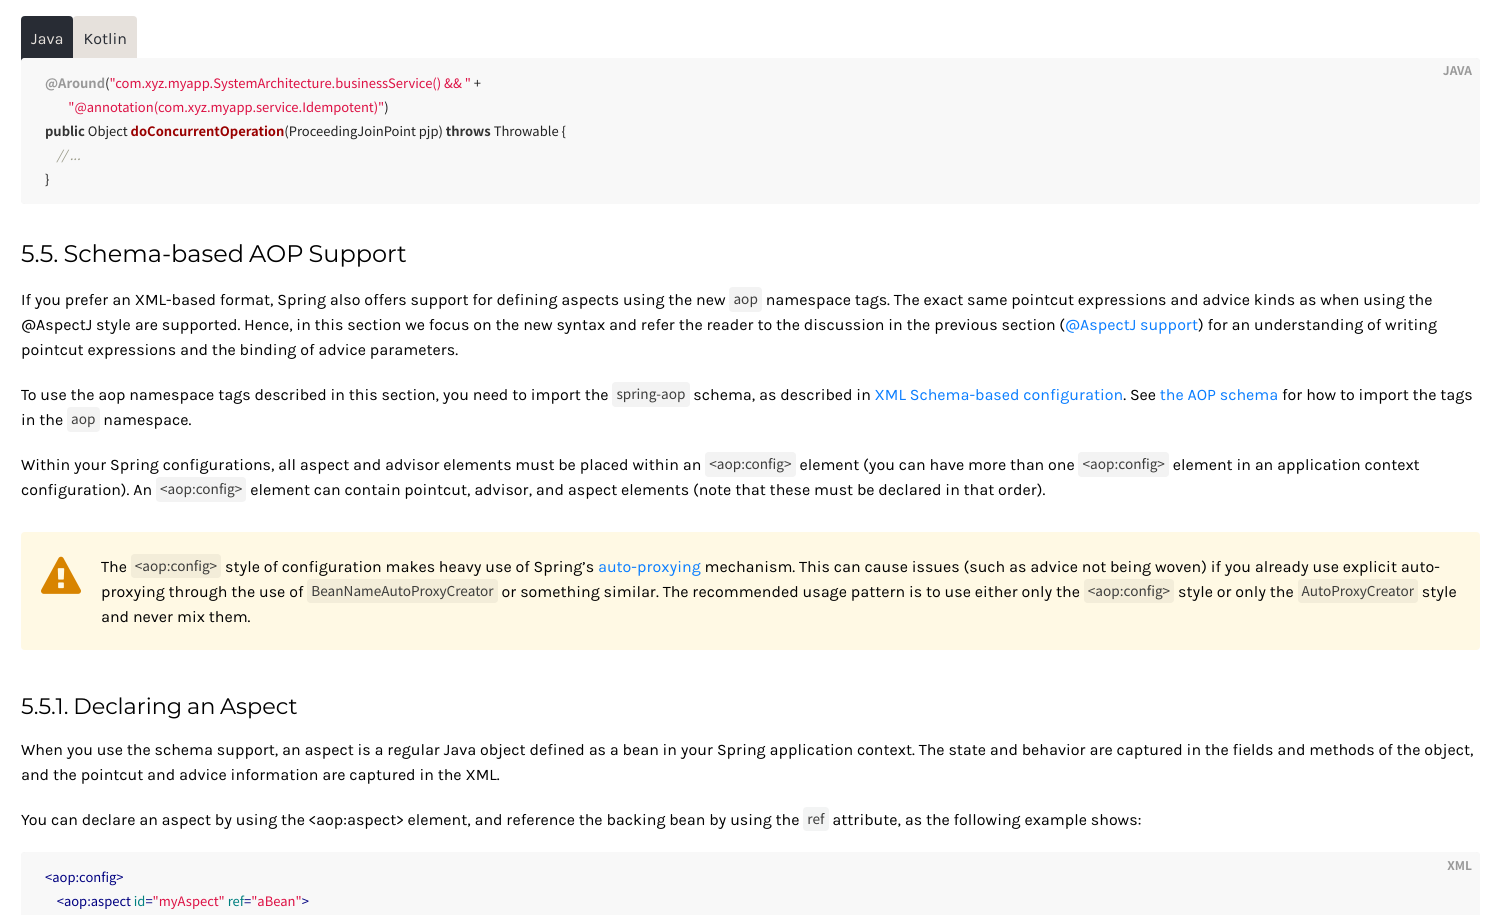 Java Kotlin
JAVA
@Around("com.xyz.myapp.SystemArchitecture.businessService() && " +
"@annotation(com.xyz.myapp.service.Idempotent)")
public Object doConcurrentOperation(ProceedingJoinPoint pjp) throws Throwable {
// ...
}
5.5. Schema-based AOP Support
If you prefer an XML-based format, Spring also offers support for defining aspects using the new aop namespace tags. The exact same pointcut expressions and advice kinds as when using the
@AspectJ style are supported. Hence, in this section we focus on the new syntax and refer the reader to the discussion in the previous section (@AspectJ support) for an understanding of writing
pointcut expressions and the binding of advice parameters.
To use the aop namespace tags described in this section, you need to import the spring-aop schema, as described in XML Schema-based configuration. See the AOP schema for how to import the tags
in the aop namespace.
Within your Spring configurations, all aspect and advisor elements must be placed within an <aop:config> element (you can have more than one <aop:config> element in an application context
configuration). An <aop:config> element can contain pointcut, advisor, and aspect elements (note that these must be declared in that order).
The <aop:config> style of configuration makes heavy use of Spring’s auto-proxying mechanism. This can cause issues (such as advice not being woven) if you already use explicit auto-
proxying through the use of BeanNameAutoProxyCreator or something similar. The recommended usage pattern is to use either only the <aop:config> style or only the AutoProxyCreator style
and never mix them.
5.5.1. Declaring an Aspect
When you use the schema support, an aspect is a regular Java object defined as a bean in your Spring application context. The state and behavior are captured in the fields and methods of the object,
and the pointcut and advice information are captured in the XML.
You can declare an aspect by using the <aop:aspect> element, and reference the backing bean by using the ref attribute, as the following example shows:
XML
<aop:config>
<aop:aspect id="myAspect" ref="aBean">